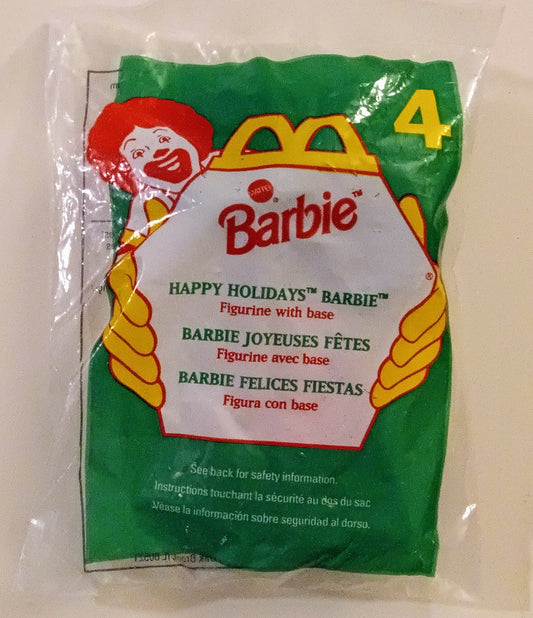 4
MATTEL
®
Barbie™
®
HAPPY HOLIDAYS™ BARBIE™
Figurine with base
BARBIE JOYEUSES FÊTES
Figurine avec base
BARBIE FELICES FIESTAS
Figura con base
See back for safety information.
Instructions touchant la sécurité au dos du sac
Véase la información sobre seguridad al dorso.